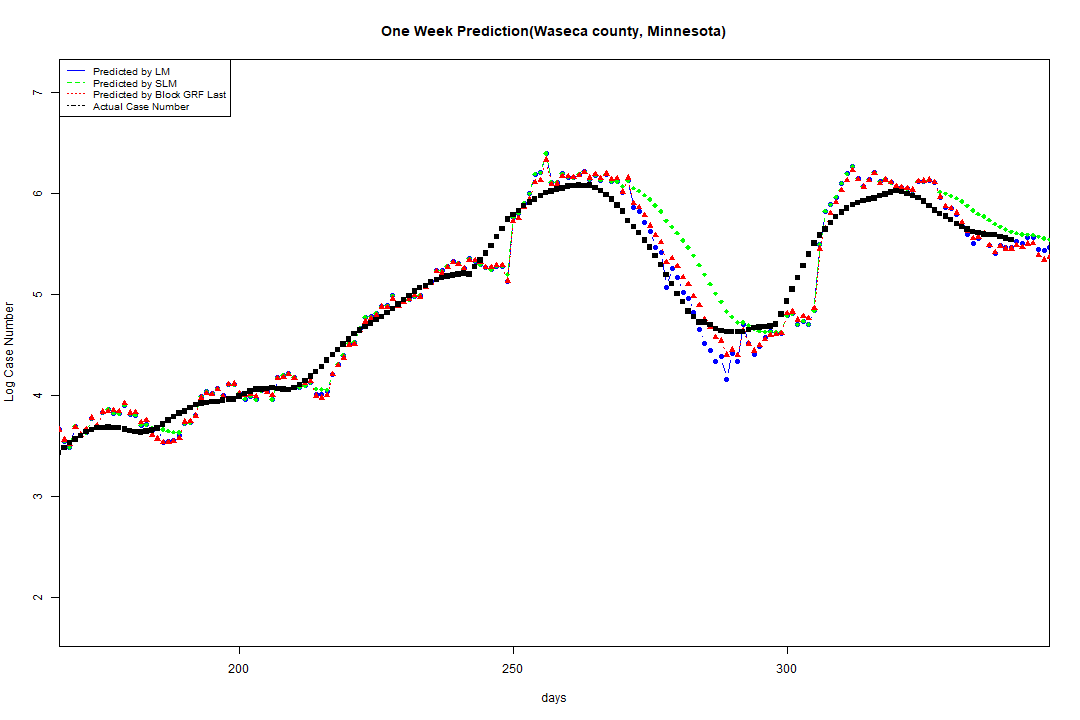 One Week Prediction(Waseca county, Minnesota)
Predicted by LM
Predicted by SLM
Predicted by Block GRF Last
Actual Case Number
7
6
5
4
3
2
Log Case Number
200 250 300
days